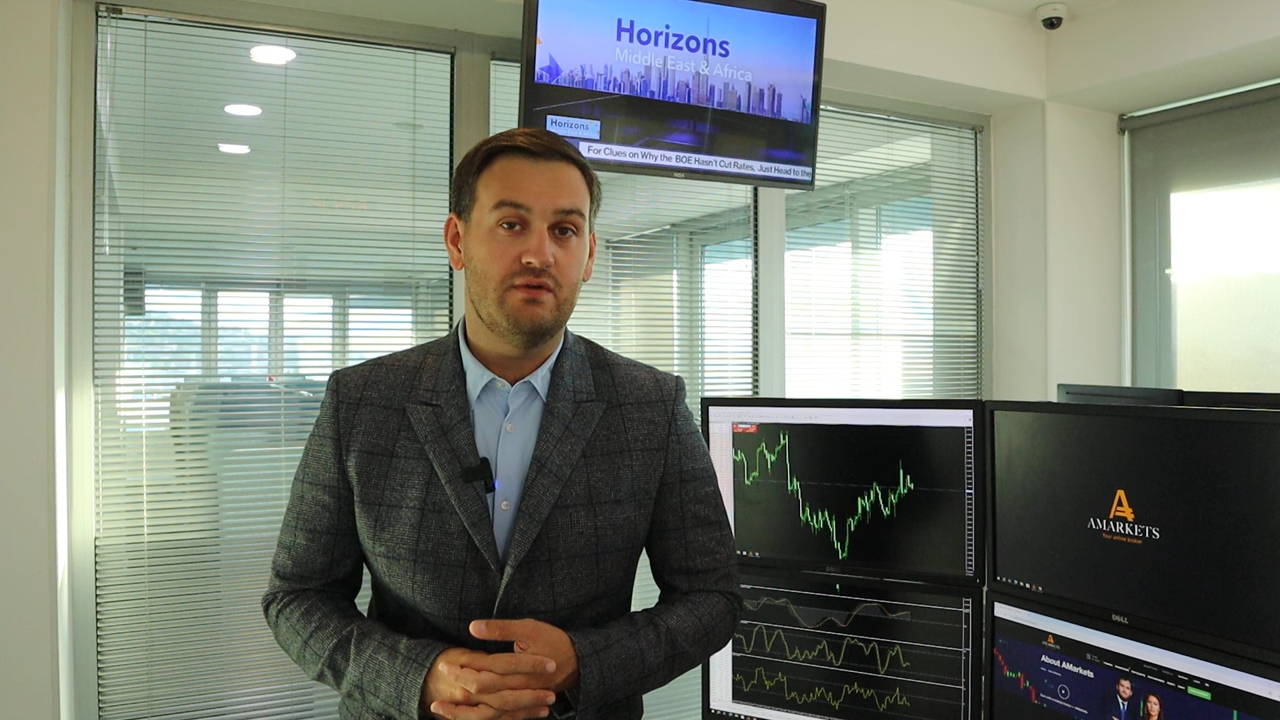 Horizons
Middle East & Africa
Horizons
For Clues on Why the BOE Hasn't Cut Rates, Just Head to the
AMARKETS
Your online broker
DELL
About AMarkets